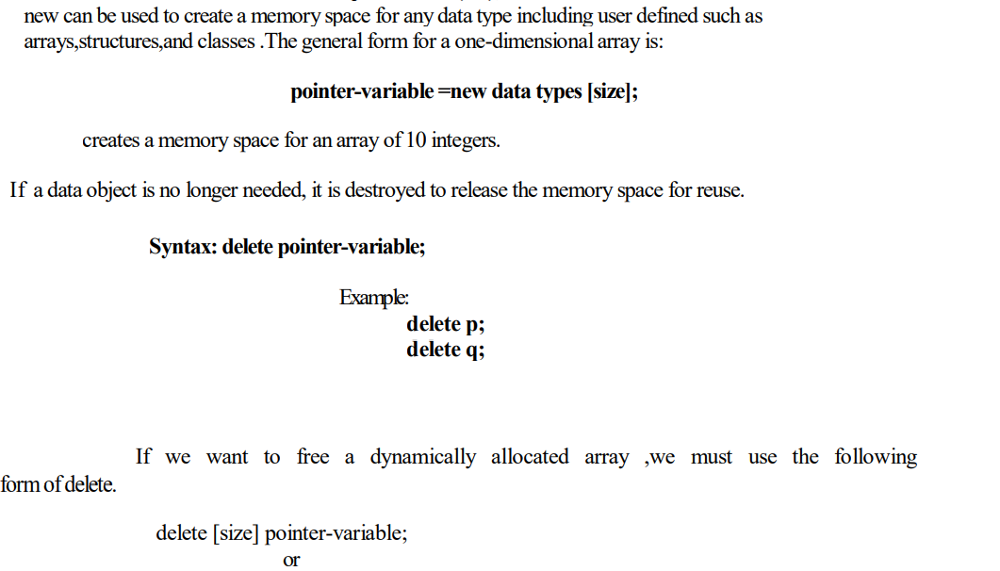 new can be used to create a memory space for any data type including user defined such as
arrays,structures,and classes .The general form for a one-dimensional array is:
pointer-variable =new data types [size];
creates a memory space for an array of 10 integers.
If a data object is no longer needed, it is destroyed to release the memory space for reuse.
Syntax: delete pointer-variable;
Example:
delete p;
delete q;
If we want to free a dynamically allocated array ,we must use the following
form of delete.
delete [size] pointer-variable;
or